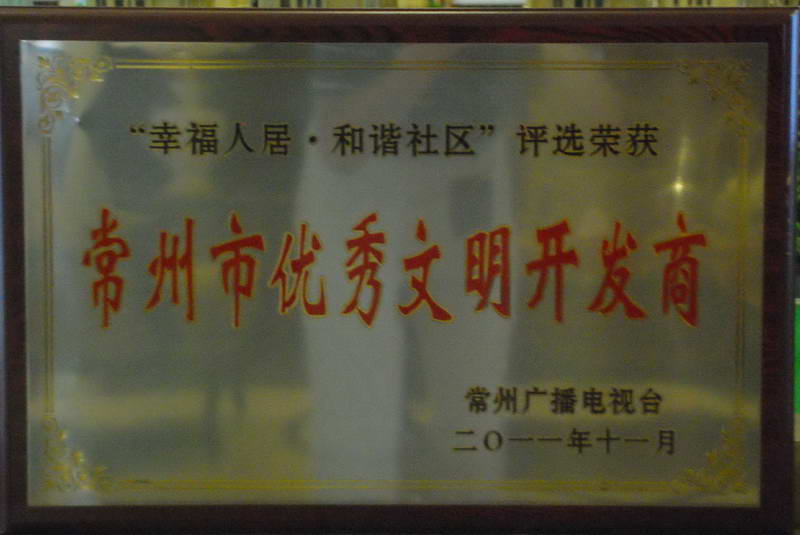 “幸福人居·和谐社区”评选荣获
常州市优秀文明开发商
常州广播电视台
二〇一一年十一月